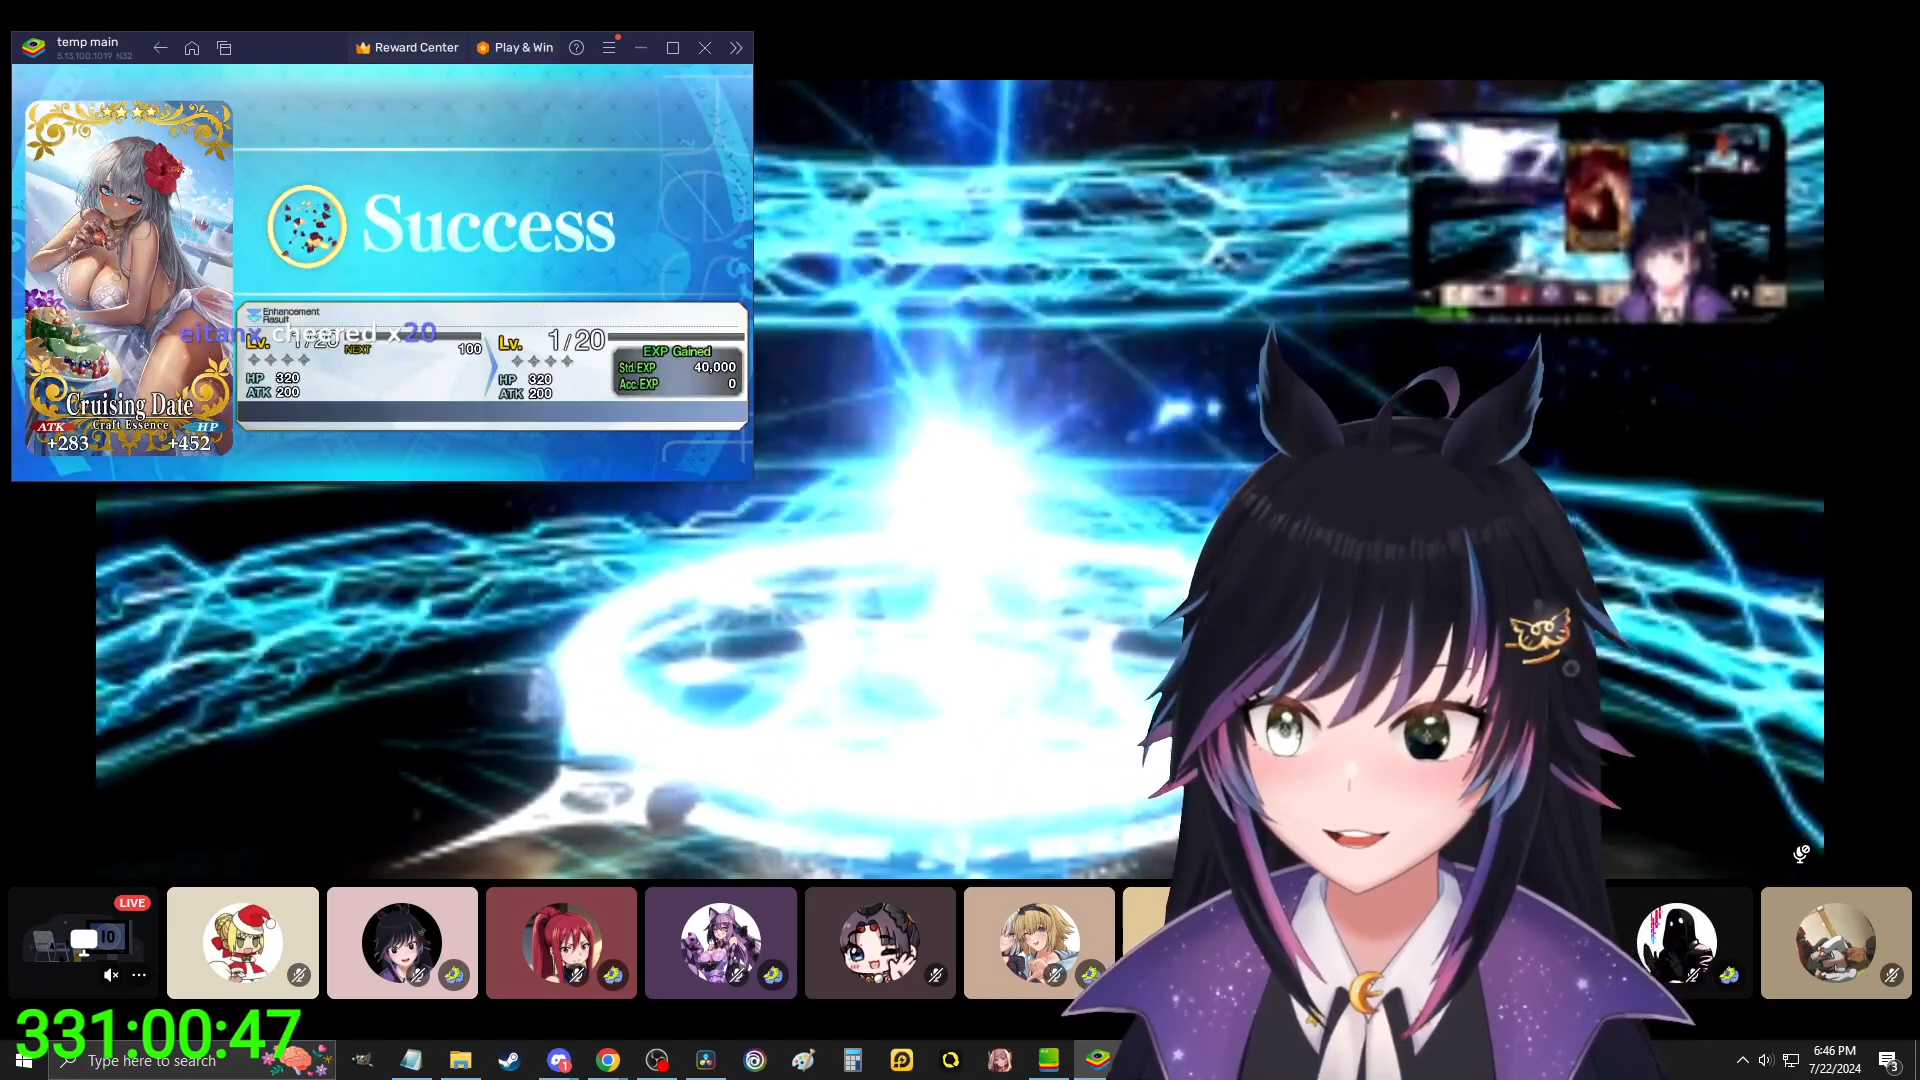 temp main
5.13.100.1019 N32
Reward Center
Play & Win
Success
Enhancement
Result
eitanx cheered x20
Lv. 1/20
NEXT 100
HP 320
ATK 200
Lv. 1/20
HP 320
ATK 200
EXP Gained
Std.EXP 40,000
Acc.EXP 0
Cruising Date
Craft Essence
ATK HP
+283 +452
LIVE
IO
331:00:47
Type here to search
1
6:46 PM
7/22/2024
3